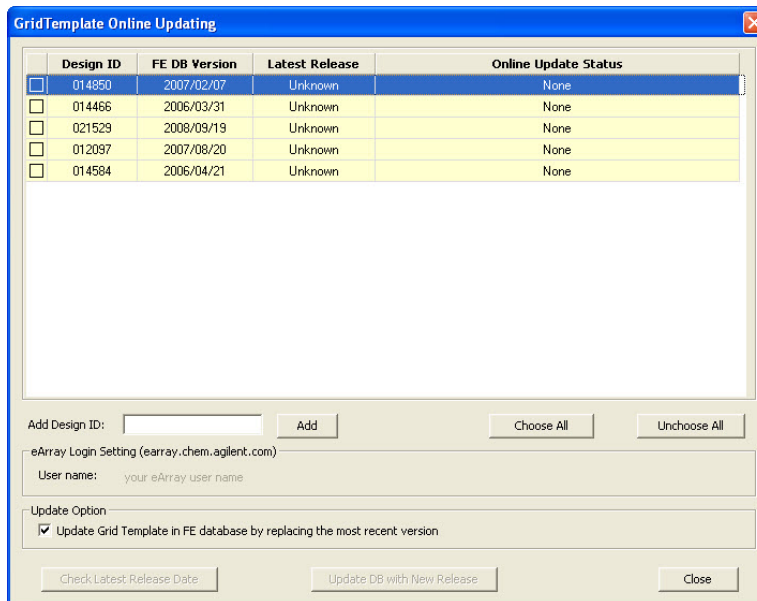 GridTemplate Online Updating
Design ID FE DB Version Latest Release Online Update Status
014850 2007/02/07 Unknown None
014466 2006/03/31 Unknown None
021529 2008/09/19 Unknown None
012097 2007/08/20 Unknown None
014584 2006/04/21 Unknown None
Add Design ID: Add Choose All Unchoose All
eArray Login Setting (earray.chem.agilent.com)
User name: your eArray user name
Update Option
Update Grid Template in FE database by replacing the most recent version
Check Latest Release Date Update DB with New Release Close